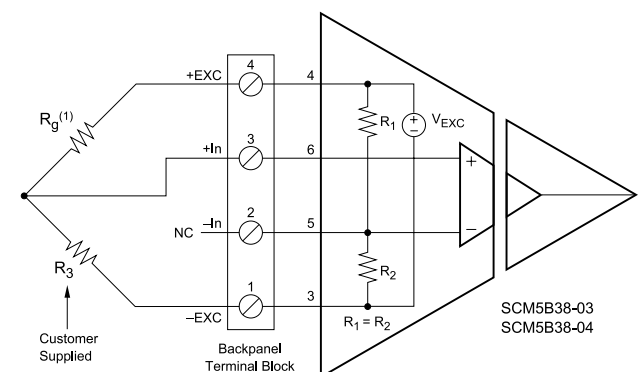 +EXC
4
4
Rg(1)
R1
VEXC
+
–
+In
3
6
+
–In
2
5
NC
–
R3
R2
1
3
–EXC
R1 = R2
SCM5B38-03
SCM5B38-04
Customer
Supplied
Backpanel
Terminal Block